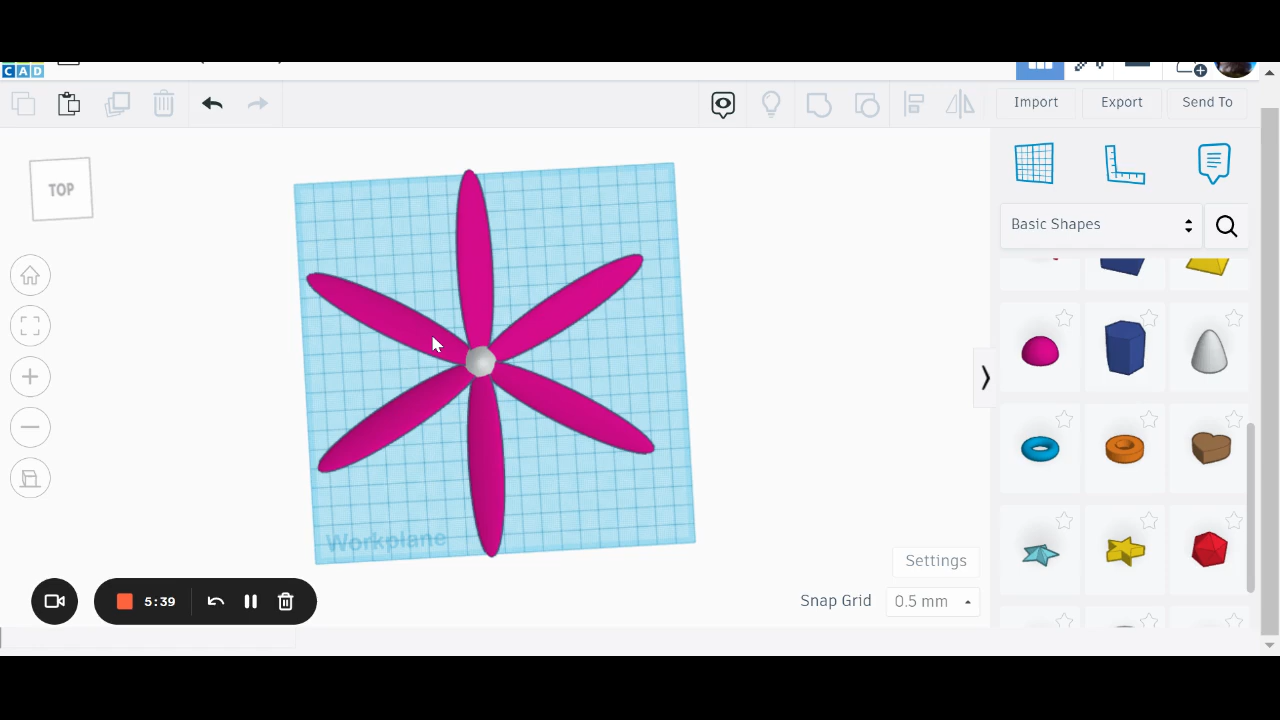 CAD
Import Export Send To
TOP
Basic Shapes
Workplane
Settings
5:39
Snap Grid 0.5 mm